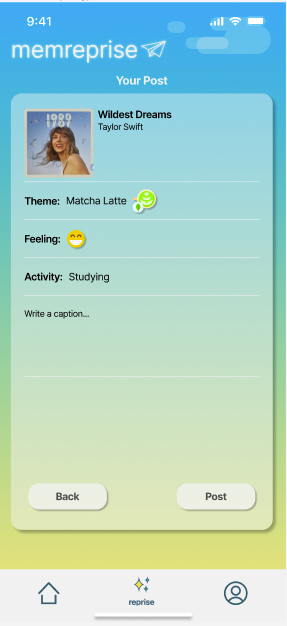 9:41
memreprise
Your Post
1989
Wildest Dreams
Taylor Swift
Theme: Matcha Latte
Feeling:
Activity: Studying
Write a caption...
Back
Post
reprise